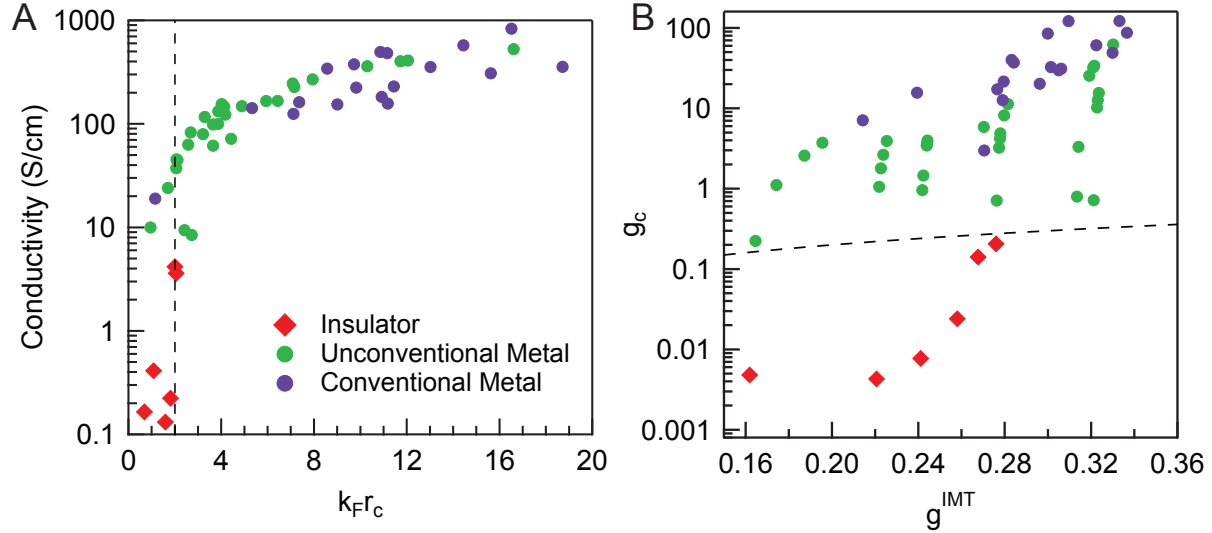 A
1000
100
10
1
0.1
Conductivity (S/cm)
Insulator
Unconventional Metal
Conventional Metal
0 4 8 12 16 20
kFrc
B
100
10
1
0.1
0.01
0.001
gc
0.16 0.20 0.24 0.28 0.32 0.36
gIMT